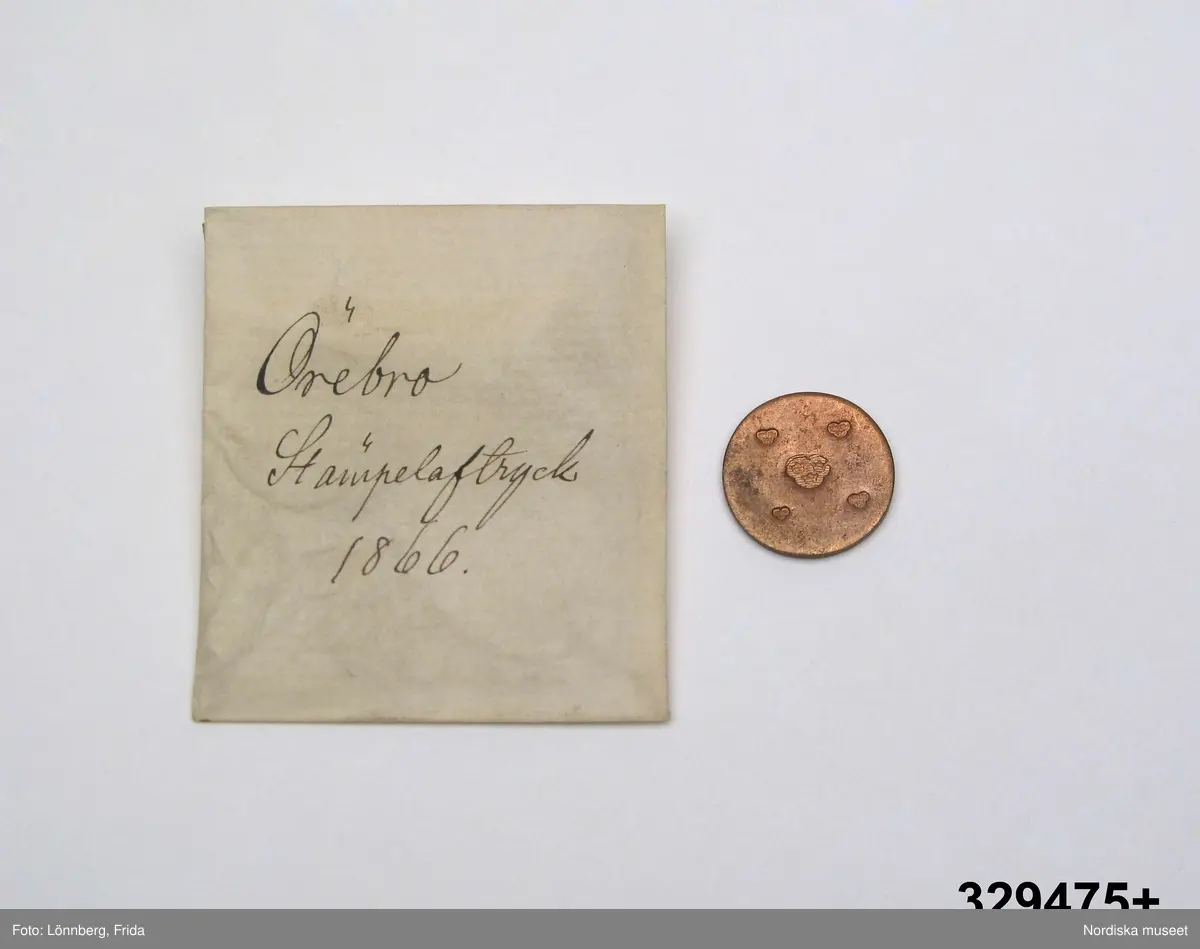 Örebro
Stämpelaftryck
1866.
329475+
Foto: Lönnberg, Frida
Nordiska museet